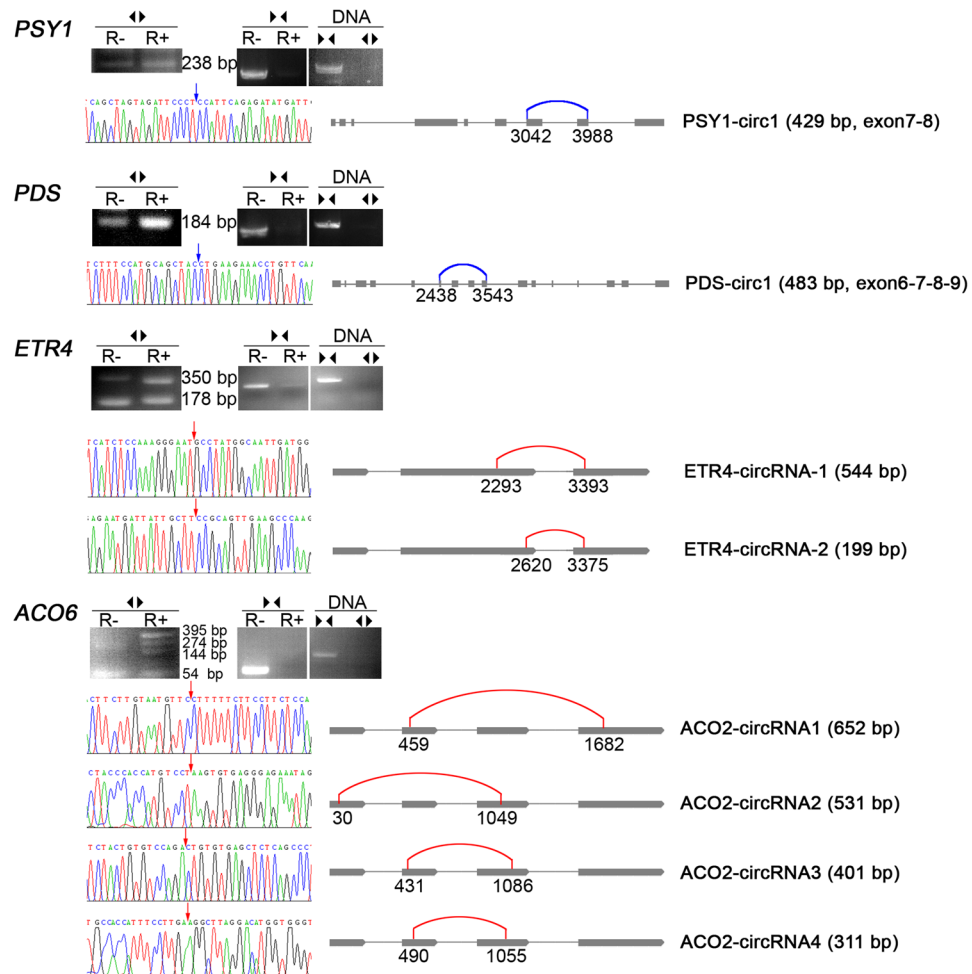 PSY1
R- R+
R- R+
DNA
238 bp
CAGCTAGTAGATTCCCTCCATTCAGAGATATGATT
3042 3988
PSY1-circ1 (429 bp, exon7-8)
PDS
R- R+
R- R+
DNA
184 bp
TCTTTCCATGCAGCTACCTGAAGAAACCTGTTCAA
2438 3543
PDS-circ1 (483 bp, exon6-7-8-9)
ETR4
R- R+
R- R+
DNA
350 bp
178 bp
TCATCTCCAAAGGGAATGCCTATGGCAATTGATGG
2293 3393
ETR4-circRNA-1 (544 bp)
AGAATGATTATTGCTTCCGCAGTTGAAGCCCAAG
2620 3375
ETR4-circRNA-2 (199 bp)
ACO6
R- R+
R- R+
DNA
395 bp
274 bp
144 bp
54 bp
CTTCTTGTAATGTTCCTTTTTCTTCCTTCTCCA
459 1682
ACO2-circRNA1 (652 bp)
CTACCCACCATGTCCTAAGTGTGAGGGAGAAATAG
30 1049
ACO2-circRNA2 (531 bp)
TCTACTGTGTCCAGACTGTGTGAGCTCTCAGCCC
431 1086
ACO2-circRNA3 (401 bp)
TGCCACCATTTCCTTGAAGGCTTAGGACATGGTGGGT
490 1055
ACO2-circRNA4 (311 bp)